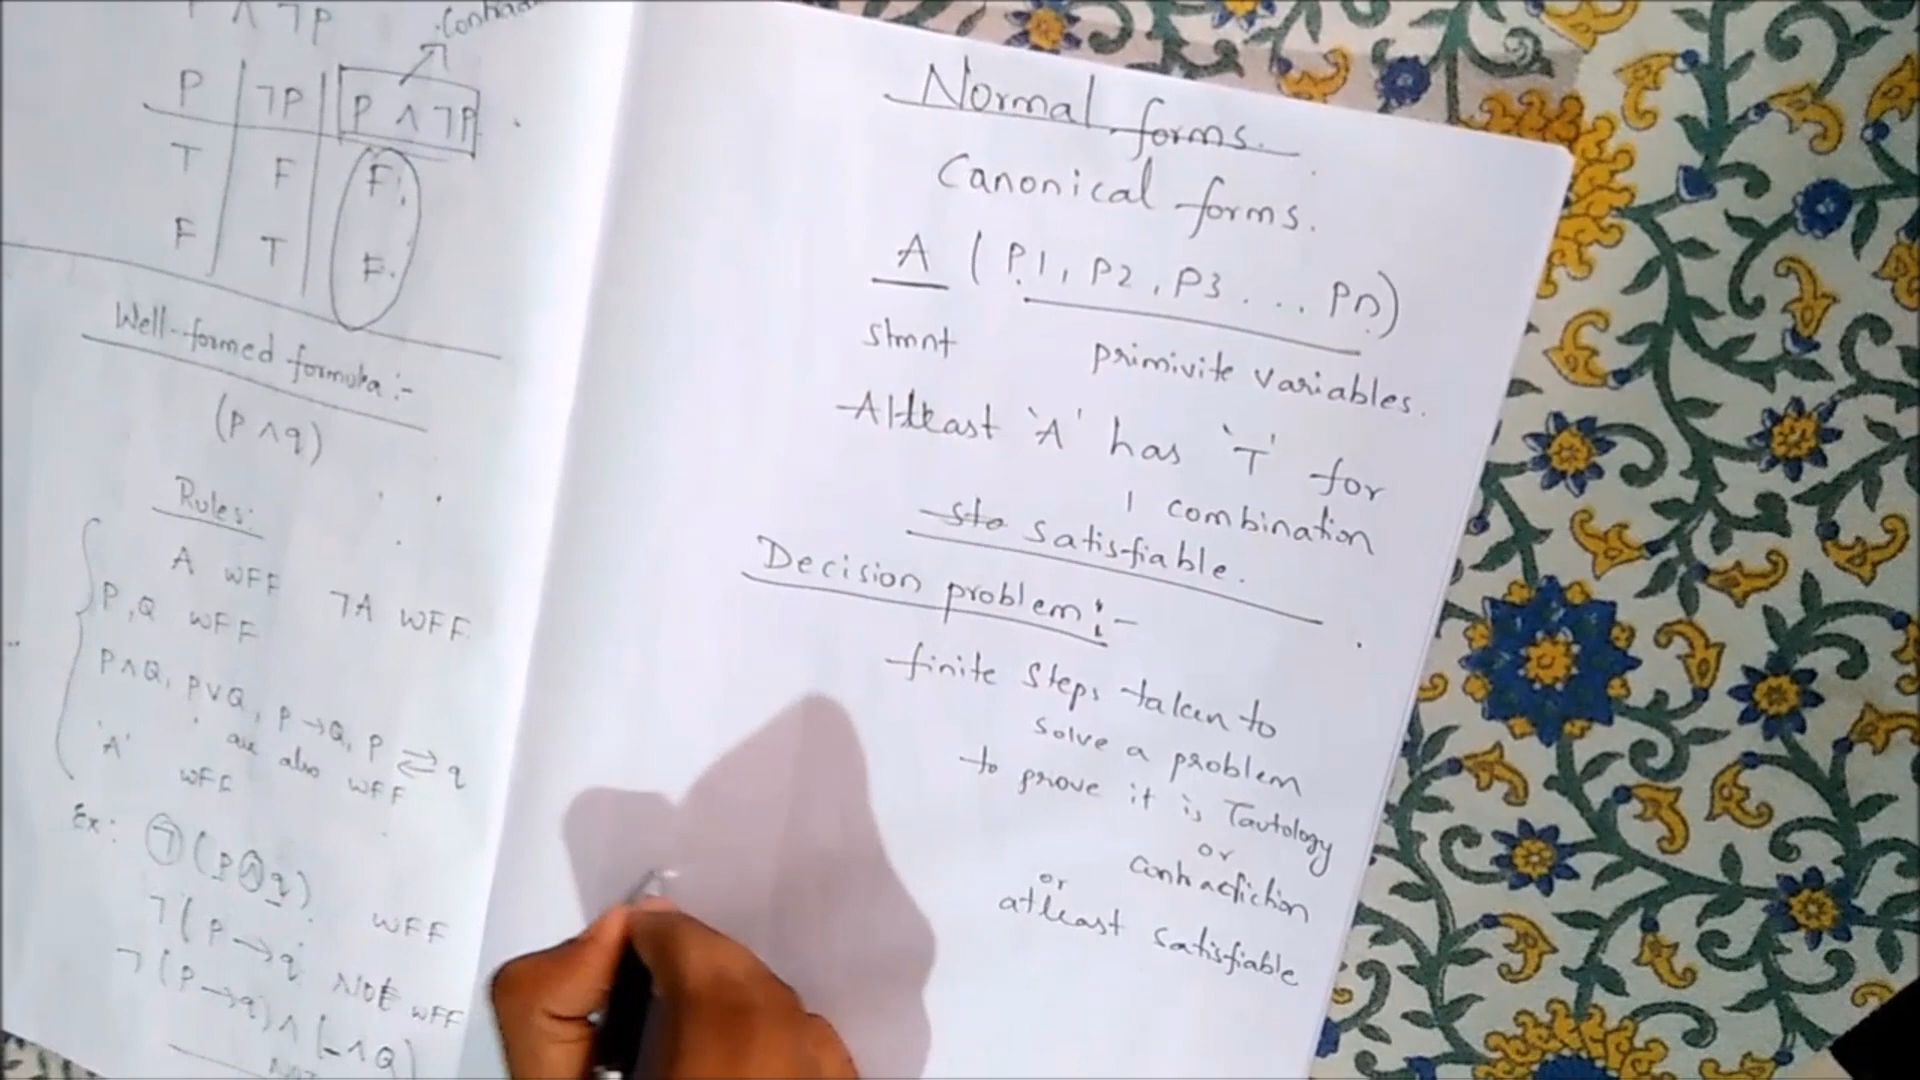 ∧ ¬P
P ¬P P ∧ ¬P
T F F
F T F
Well-formed formula :-
(P ∧ q)
Rules:
A WFF ¬A WFF
P, Q WFF
P∧Q, P∨Q, P → Q, P ⇄ q
are also WFF
'A' WFF
Ex: ¬(P ∧ q). WFF
¬(P → q NOt WFF
¬(P → q) ∧ (¬∧Q)
Normal forms.
Canonical forms.
A (P1, P2, P3 ... Pn)
stmnt primivite variables.
Atleast 'A' has 'T' for
1 combination
satisfiable.
Decision problem :-
finite steps taken to
solve a problem
to prove it is Tautology
or
contradiction
or
atleast satisfiable